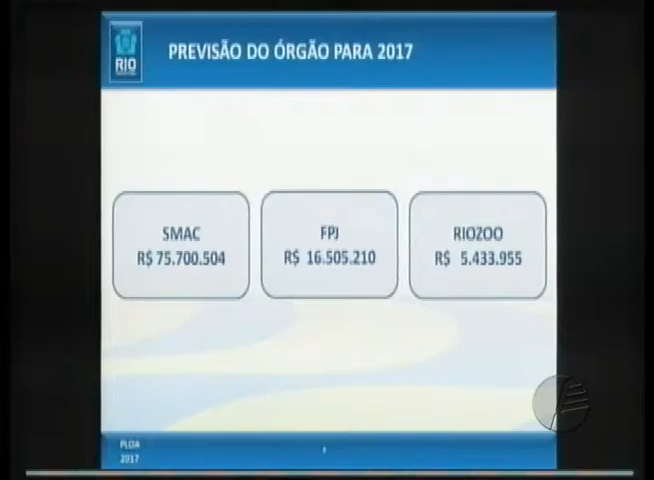 RIO
PREVISÃO DO ÓRGÃO PARA 2017
SMAC
R$ 75.700.504
FPJ
R$ 16.505.210
RIOZOO
R$ 5.433.955
PLOA
2017